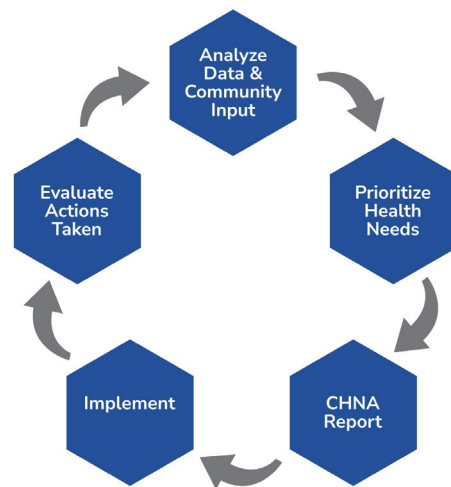 Analyze
Data &
Community
Input
Prioritize
Health
Needs
CHNA
Report
Implement
Evaluate
Actions
Taken